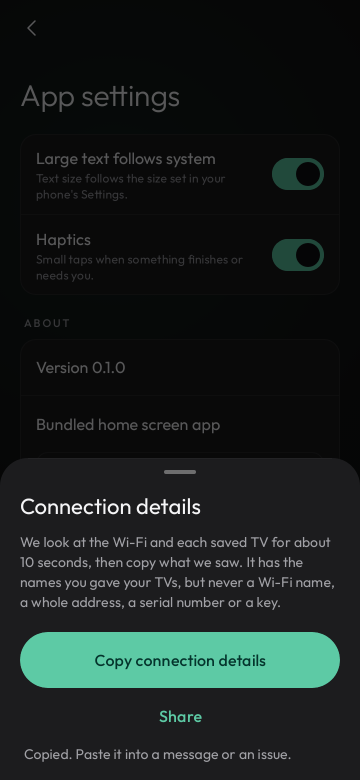 App settings
Large text follows system
Text size follows the size set in your
phone's Settings.
Haptics
Small taps when something finishes or
needs you.
ABOUT
Version 0.1.0
Bundled home screen app
Connection details
We look at the Wi-Fi and each saved TV for about
10 seconds, then copy what we saw. It has the
names you gave your TVs, but never a Wi-Fi name,
a whole address, a serial number or a key.
Copy connection details
Share
Copied. Paste it into a message or an issue.